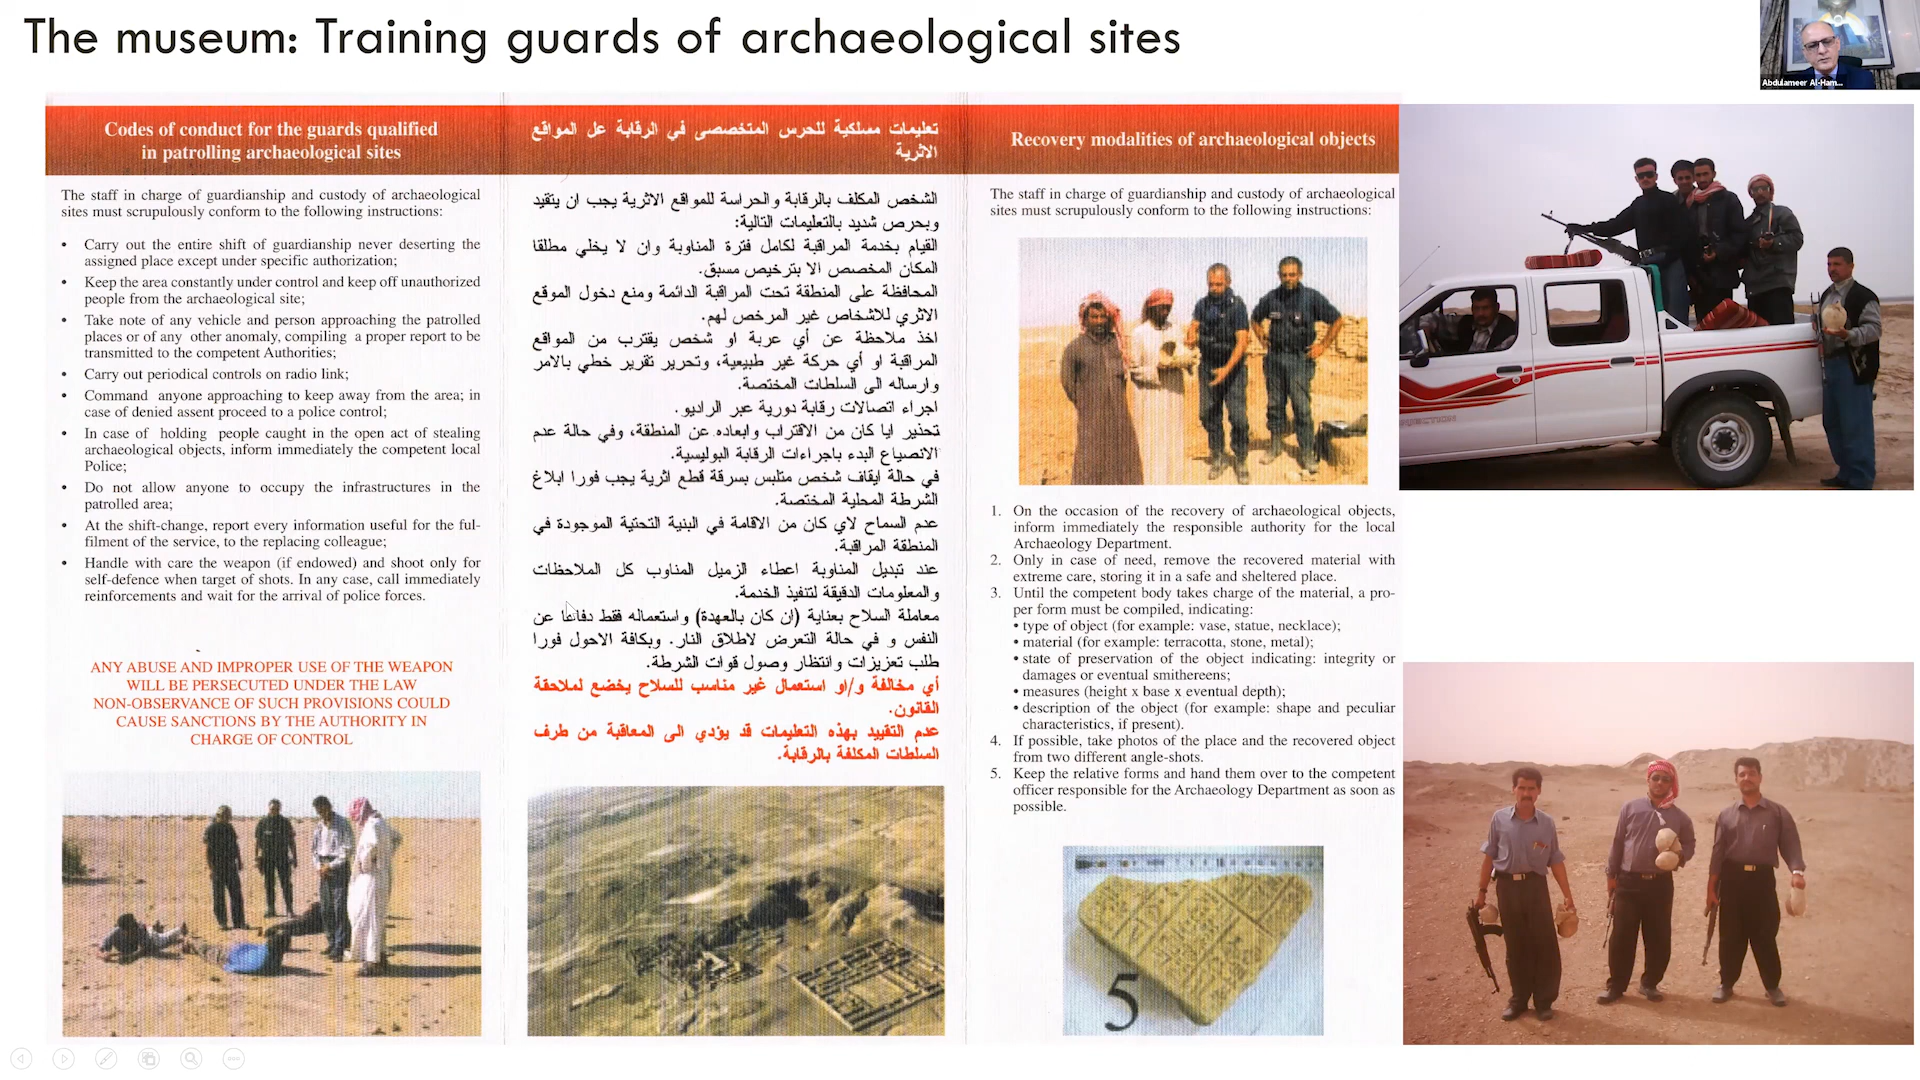 The museum: Training guards of archaeological sites
Abdulameer Al-Ham...
Codes of conduct for the guards qualified
in patrolling archaeological sites
The staff in charge of guardianship and custody of archaeological
sites must scrupulously conform to the following instructions:
• Carry out the entire shift of guardianship never deserting the
assigned place except under specific authorization;
• Keep the area constantly under control and keep off unauthorized
people from the archaeological site;
• Take note of any vehicle and person approaching the patrolled
places or of any other anomaly, compiling a proper report to be
transmitted to the competent Authorities;
• Carry out periodical controls on radio link;
• Command anyone approaching to keep away from the area; in
case of denied assent proceed to a police control;
• In case of holding people caught in the open act of stealing
archaeological objects, inform immediately the competent local
Police;
• Do not allow anyone to occupy the infrastructures in the
patrolled area;
• At the shift-change, report every information useful for the ful-
filment of the service, to the replacing colleague;
• Handle with care the weapon (if endowed) and shoot only for
self-defence when target of shots. In any case, call immediately
reinforcements and wait for the arrival of police forces.
ANY ABUSE AND IMPROPER USE OF THE WEAPON
WILL BE PERSECUTED UNDER THE LAW
NON-OBSERVANCE OF SUCH PROVISIONS COULD
CAUSE SANCTIONS BY THE AUTHORITY IN
CHARGE OF CONTROL
تعليمات مسلكية للحرس المتخصصى في الرقابة عل المواقع
الاثرية
الشخص المكلف بالرقابة والحراسة للمواقع الاثرية يجب ان يتقيد
وبحرص شديد بالتعليمات التالية:
القيام بخدمة المراقبة لكامل فترة المناوبة وان لا يخلي مطلقا
المكان المخصص الا بترخيص مسبق.
المحافظة على المنطقة تحت المراقبة الدائمة ومنع دخول الموقع
الاثري للاشخاص غير المرخص لهم.
اخذ ملاحظة عن أي عربة او شخص يقترب من المواقع
المراقبة او أي حركة غير طبيعية، وتحرير تقرير خطي بالامر
وارساله الى السلطات المختصة.
اجراء اتصالات رقابة دورية عبر الراديو.
تحذير ايا كان من الاقتراب وابعاده عن المنطقة، وفي حالة عدم
الانصياع البدء باجراءات الرقابة البوليسية.
في حالة ايقاف شخص متلبس بسرقة قطع اثرية يجب فورا ابلاغ
الشرطة المحلية المختصة.
عدم السماح لاي كان من الاقامة في البنية التحتية الموجودة في
المنطقة المراقبة.
عند تبديل المناوبة اعطاء الزميل المناوب كل الملاحظات
والمعلومات الدقيقة لتنفيذ الخدمة.
معاملة السلاح بعناية (ان كان بالعهدة) واستعماله فقط دفاعا عن
النفس و في حالة التعرض لاطلاق النار. وبكافة الاحول فورا
طلب تعزيزات وانتظار وصول قوات الشرطة.
أي مخالفة و/او استعمال غير مناسب للسلاح يخضع لملاحقة
القانون.
عدم التقييد بهذه التعليمات قد يؤدي الى المعاقبة من طرف
السلطات المكلفة بالرقابة.
Recovery modalities of archaeological objects
The staff in charge of guardianship and custody of archaeological
sites must scrupulously conform to the following instructions:
1. On the occasion of the recovery of archaeological objects,
inform immediately the responsible authority for the local
Archaeology Department.
2. Only in case of need, remove the recovered material with
extreme care, storing it in a safe and sheltered place.
3. Until the competent body takes charge of the material, a pro-
per form must be compiled, indicating:
• type of object (for example: vase, statue, necklace);
• material (for example: terracotta, stone, metal);
• state of preservation of the object indicating: integrity or
damages or eventual smithereens;
• measures (height x base x eventual depth);
• description of the object (for example: shape and peculiar
characteristics, if present).
4. If possible, take photos of the place and the recovered object
from two different angle-shots.
5. Keep the relative forms and hand them over to the competent
officer responsible for the Archaeology Department as soon as
possible.
5